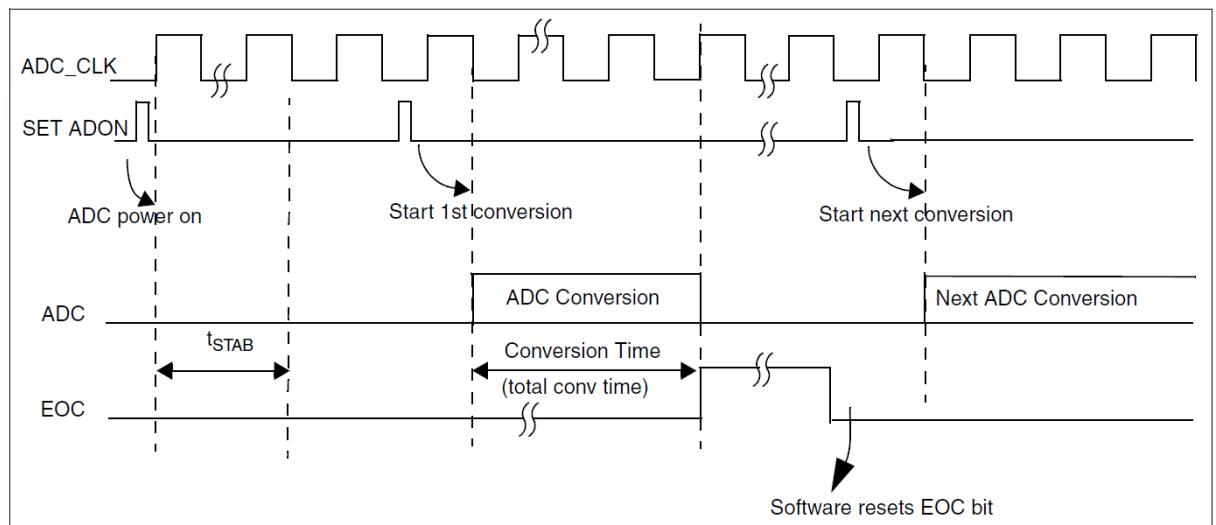 ADC_CLK
SET ADON
ADC power on
Start 1st conversion
Start next conversion
ADC
ADC Conversion
Next ADC Conversion
tSTAB
Conversion Time
(total conv time)
EOC
Software resets EOC bit